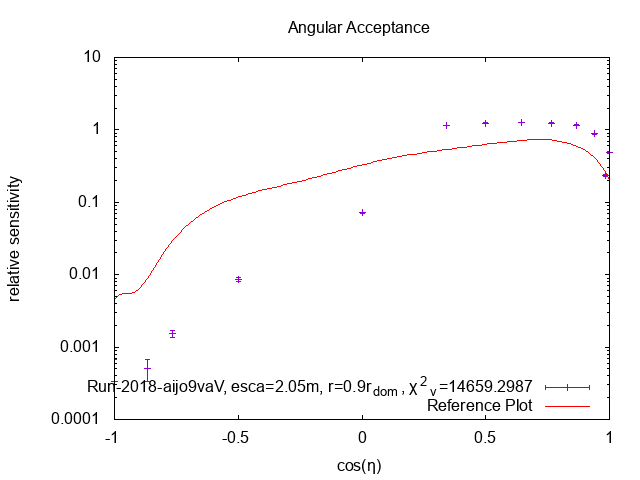 Angular Acceptance
relative sensitivity
10
1
0.1
0.01
0.001
0.0001
-1
-0.5
0
0.5
1
cos(η)
Run-2018-aijo9vaV, esca=2.05m, r=0.9r_dom, χ²_ν=14659.2987
Reference Plot